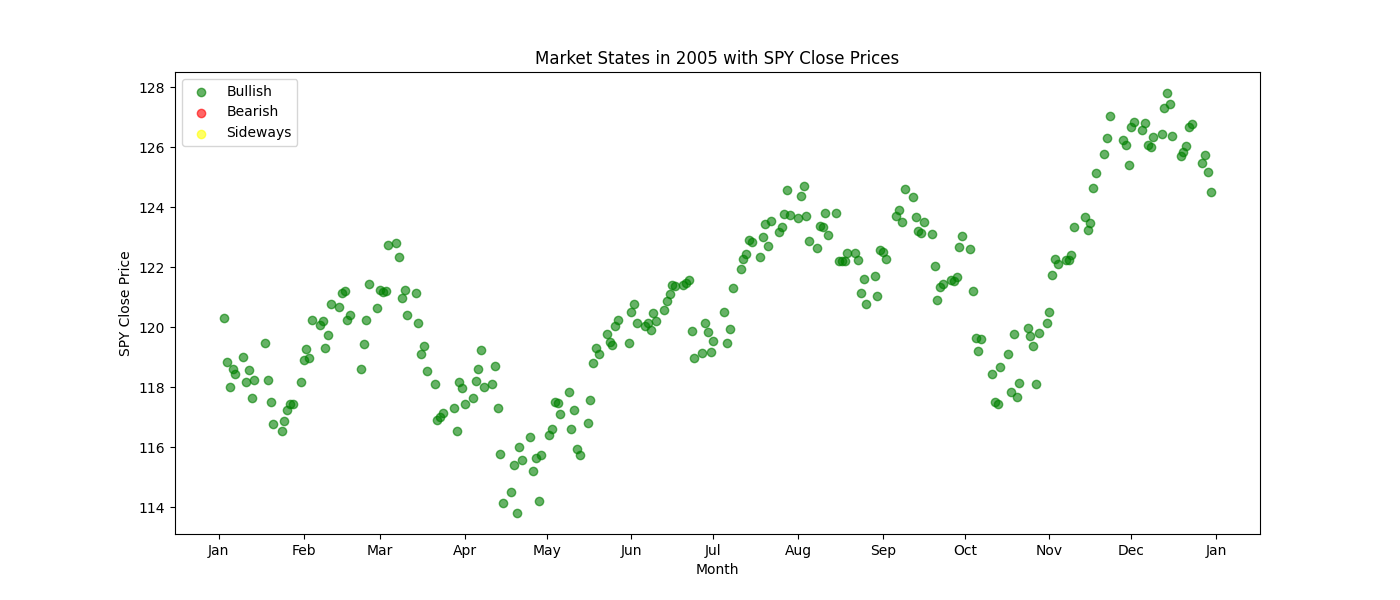 Market States in 2005 with SPY Close Prices
Bullish
Bearish
Sideways
128
126
124
122
120
118
116
114
SPY Close Price
Jan Feb Mar Apr May Jun Jul Aug Sep Oct Nov Dec Jan
Month